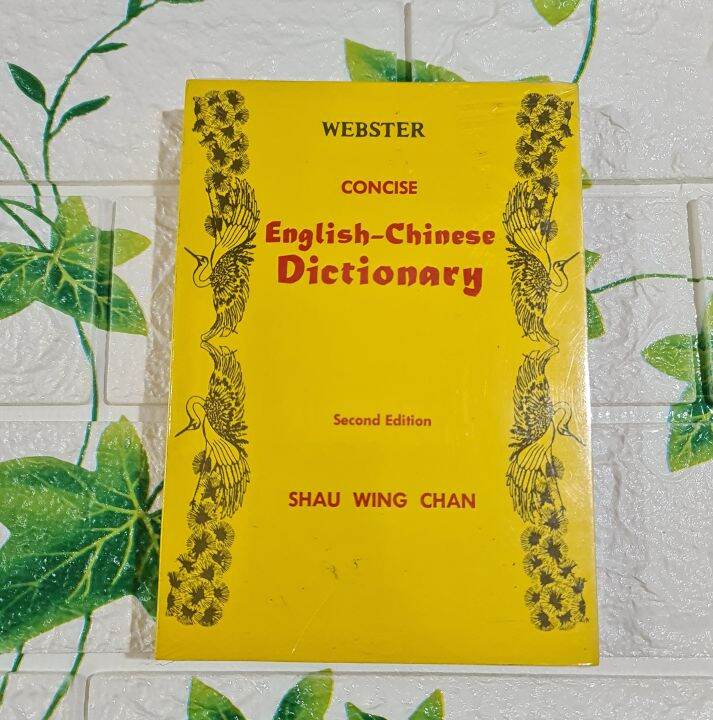 WEBSTER
CONCISE
English-Chinese
Dictionary
Second Edition
SHAU WING CHAN